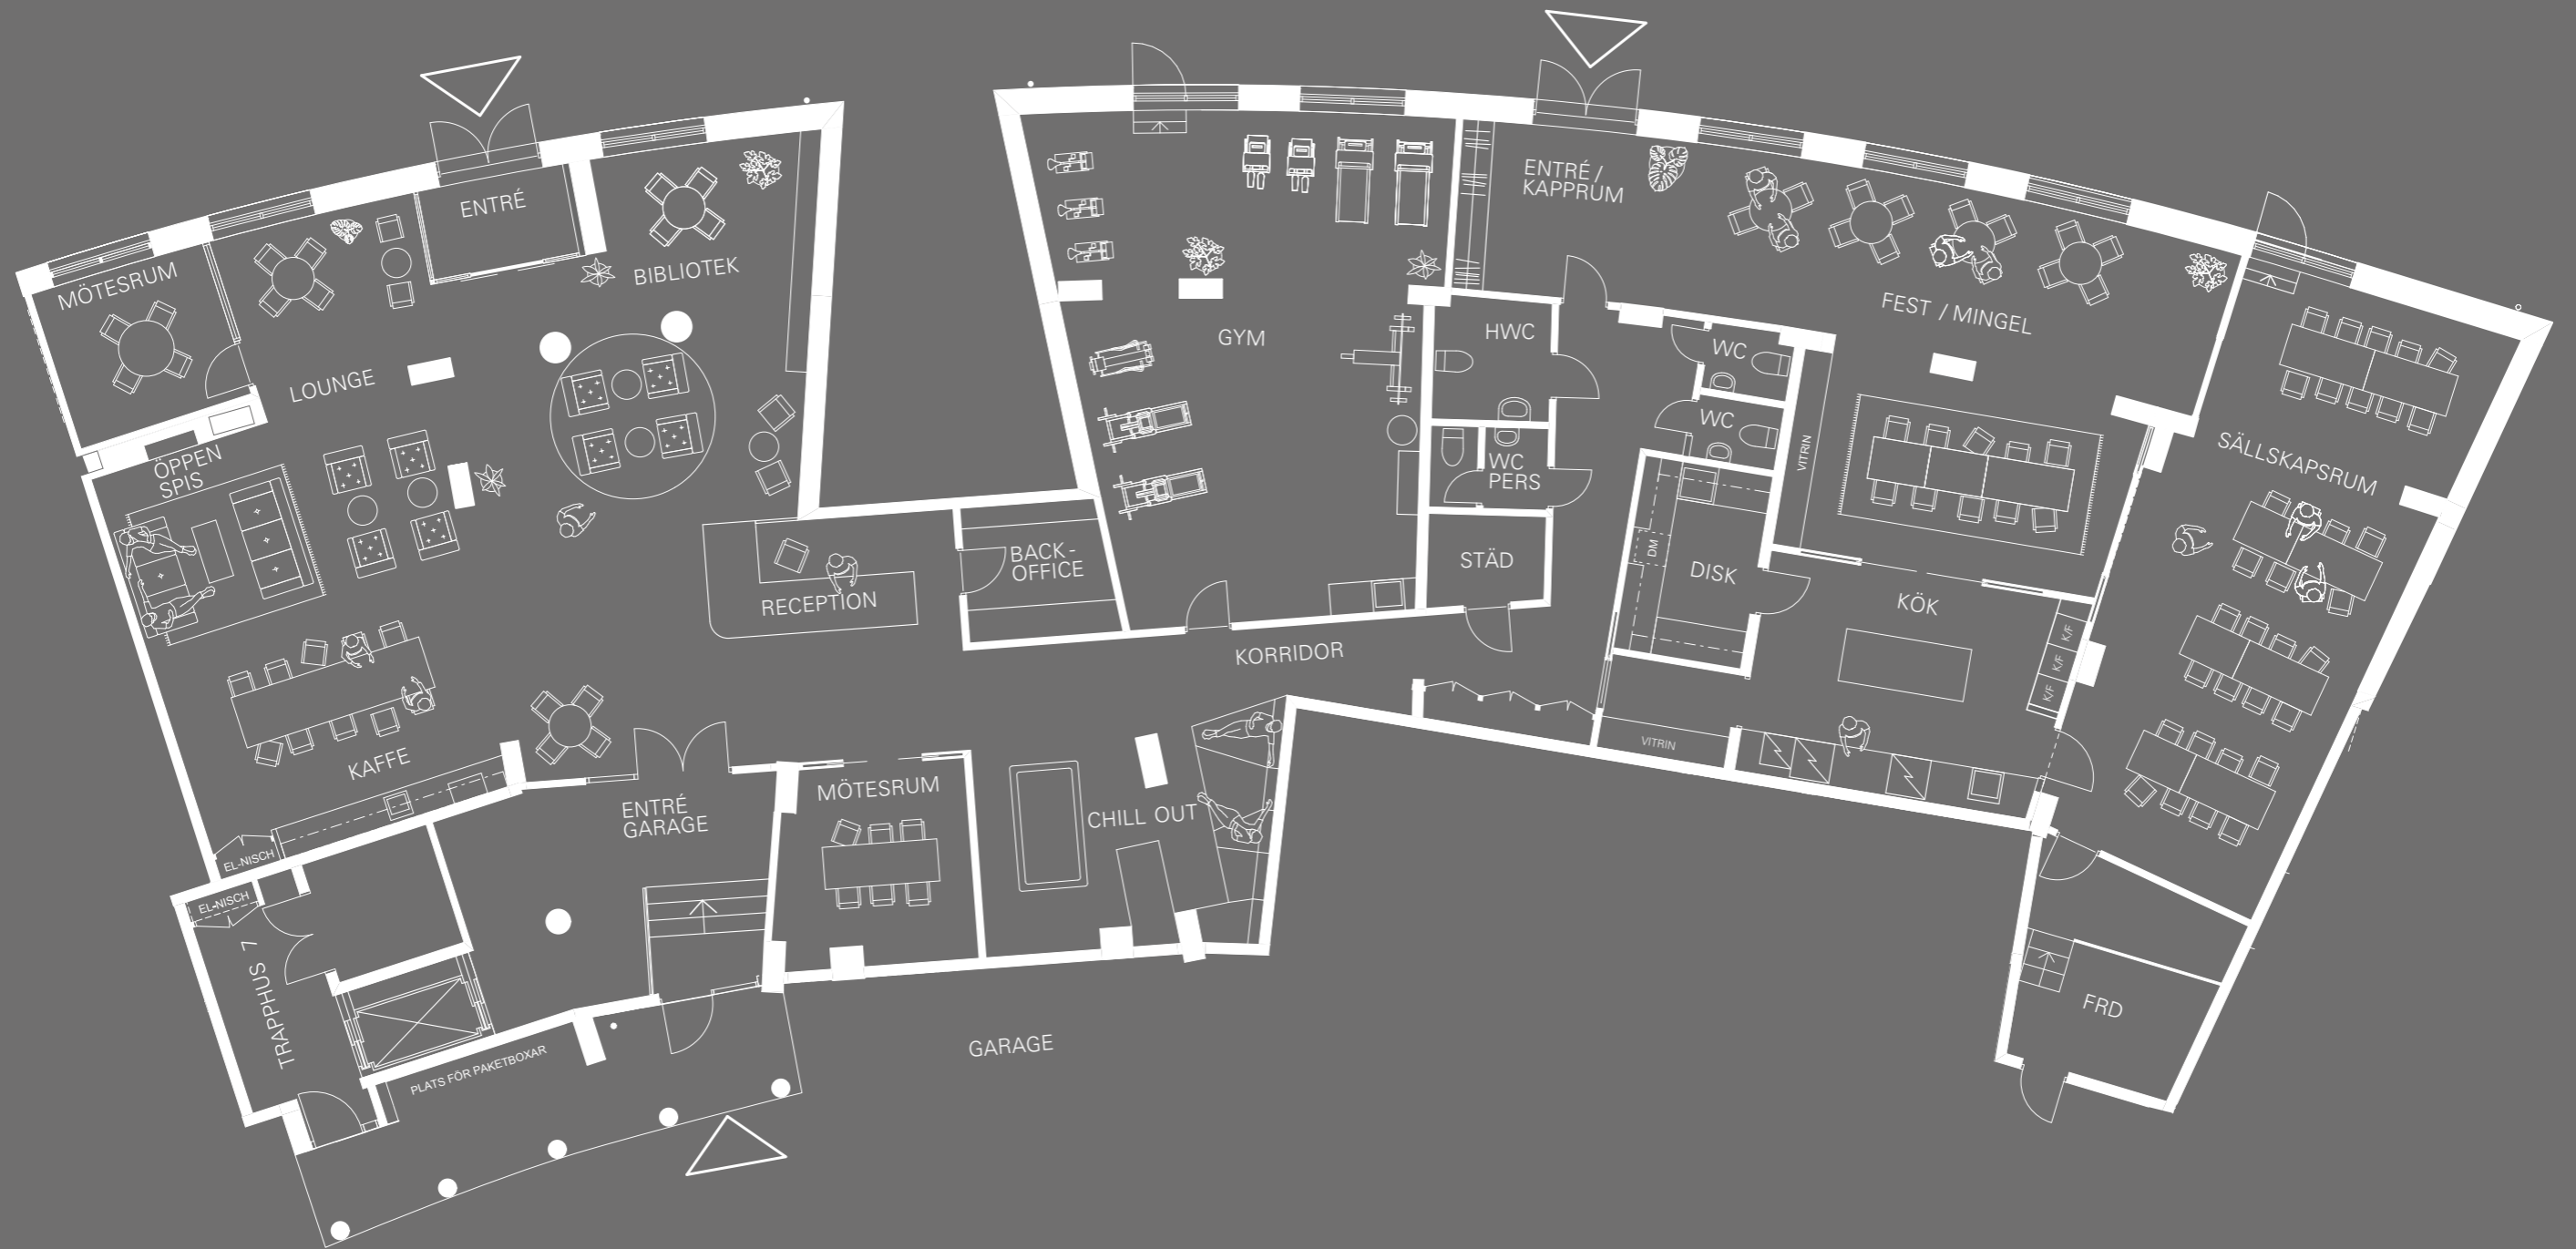 ENTRÉ
MÖTESRUM
BIBLIOTEK
LOUNGE
ÖPPEN
SPIS
KAFFE
EL-NISCH
EL-NISCH
TRAPPHUS 7
PLATS FÖR PAKETBOXAR
ENTRÉ
GARAGE
MÖTESRUM
CHILL OUT
GARAGE
RECEPTION
BACK-
OFFICE
KORRIDOR
GYM
ENTRÉ/
KAPPRUM
HWC
WC
WC
WC
PERS
STÄD
DM
DISK
VITRIN
VITRIN
KÖK
K/F
K/F
K/F
FEST / MINGEL
SÄLLSKAPSRUM
FRD